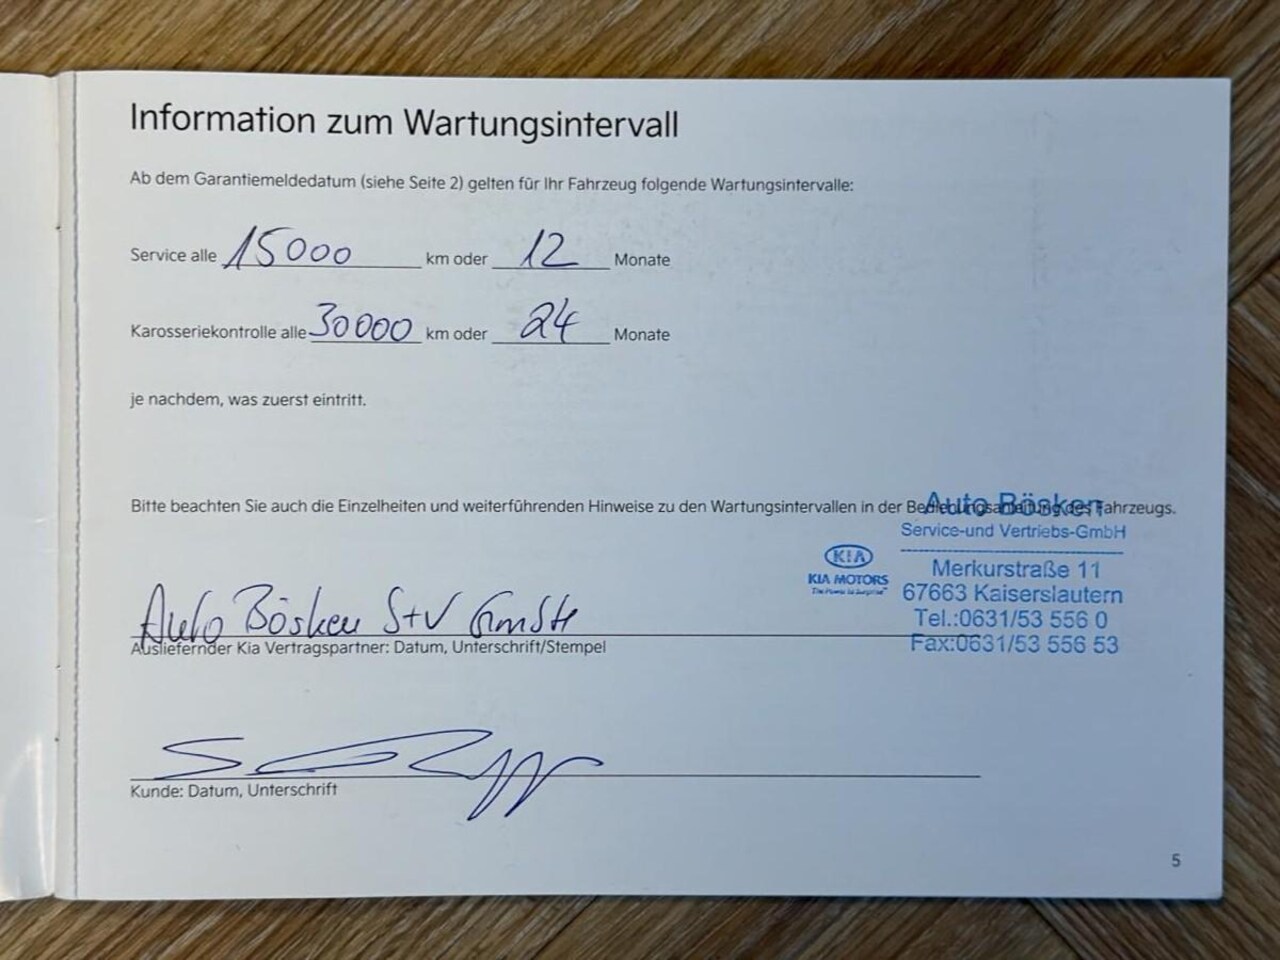 Information zum Wartungsintervall
Ab dem Garantiemeldedatum (siehe Seite 2) gelten für Ihr Fahrzeug folgende Wartungsintervalle:
Service alle 15000 km oder 12 Monate
Karosseriekontrolle alle 30000 km oder 24 Monate
je nachdem, was zuerst eintritt.
Bitte beachten Sie auch die Einzelheiten und weiterführenden Hinweise zu den Wartungsintervallen in der Bedienungsanleitung des Fahrzeugs.
Auto Bösken
Service-und Vertriebs-GmbH
KIA
KIA MOTORS
The Power to Surprise™
Merkurstraße 11
67663 Kaiserslautern
Tel.:0631/53 556 0
Fax:0631/53 556 53
Auto Bösken S+V GmbH
Ausliefernder Kia Vertragspartner: Datum, Unterschrift/Stempel
Kunde: Datum, Unterschrift
5